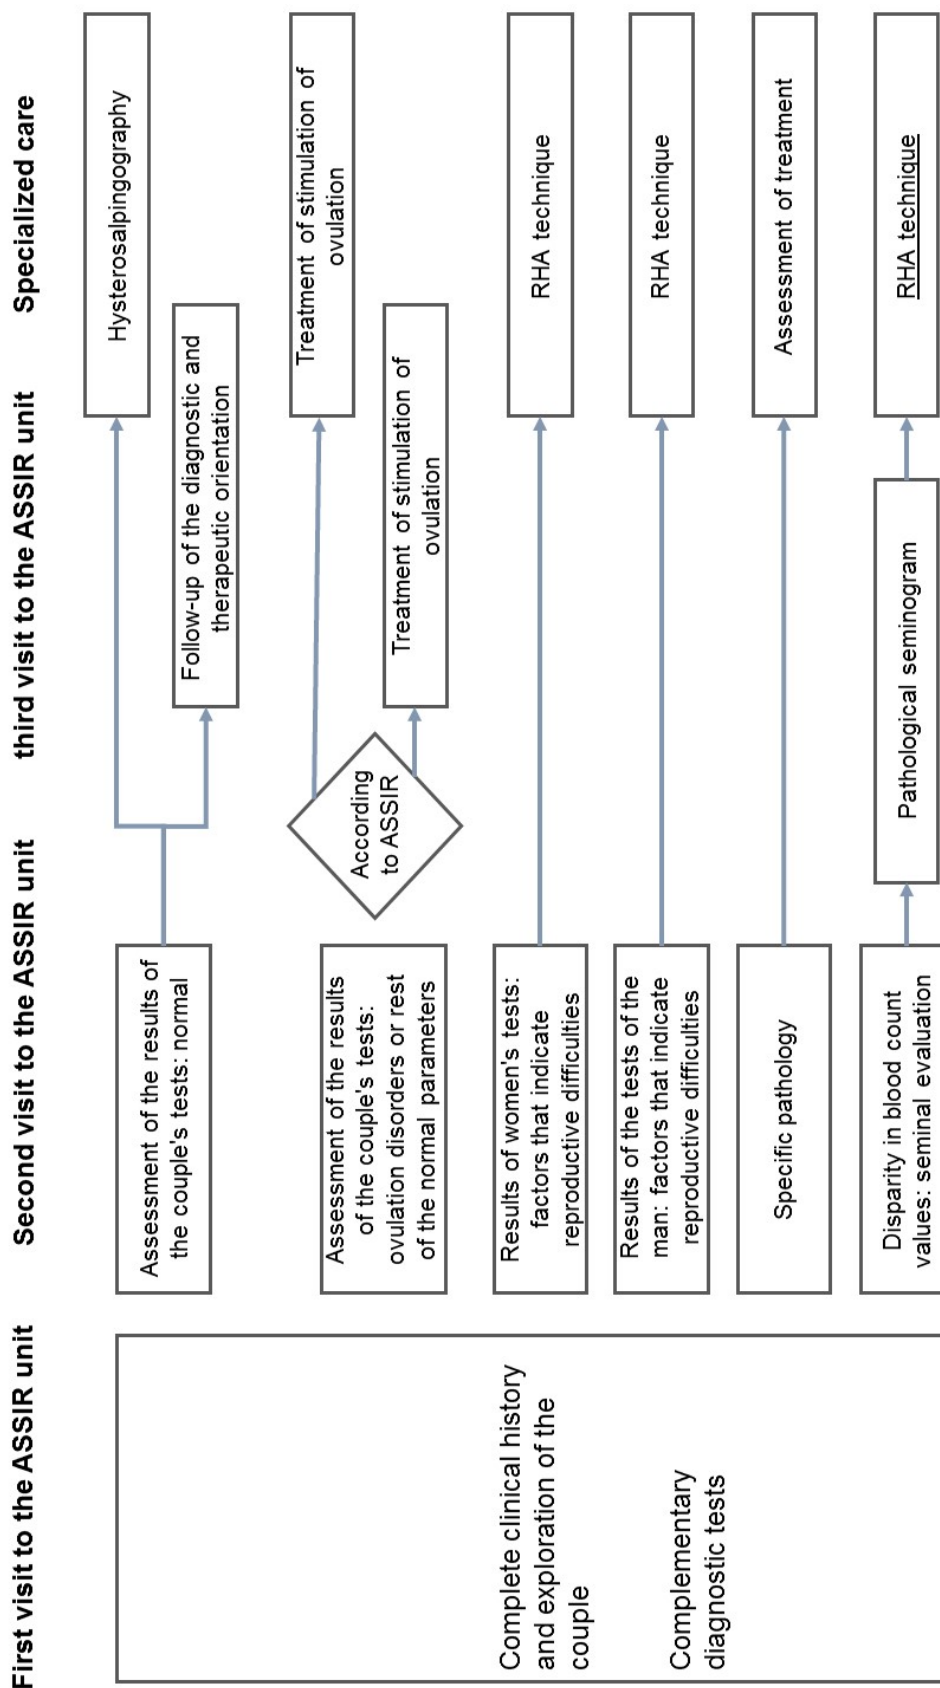 First visit to the ASSIR unit
Second visit to the ASSIR unit
third visit to the ASSIR unit
Specialized care
Complete clinical history
and exploration of the
couple
Complementary
diagnostic tests
Assessment of the results of
the couple's tests: normal
Hysterosalpingography
Follow-up of the diagnostic and
therapeutic orientation
Assessment of the results
of the couple's tests:
ovulation disorders or rest
of the normal parameters
According
to ASSIR
Treatment of stimulation of
ovulation
Treatment of stimulation of
ovulation
Results of women's tests:
factors that indicate
reproductive difficulties
RHA technique
Results of the tests of the
man: factors that indicate
reproductive difficulties
RHA technique
Specific pathology
Assessment of treatment
Disparity in blood count
values: seminal evaluation
Pathological seminogram
RHA technique